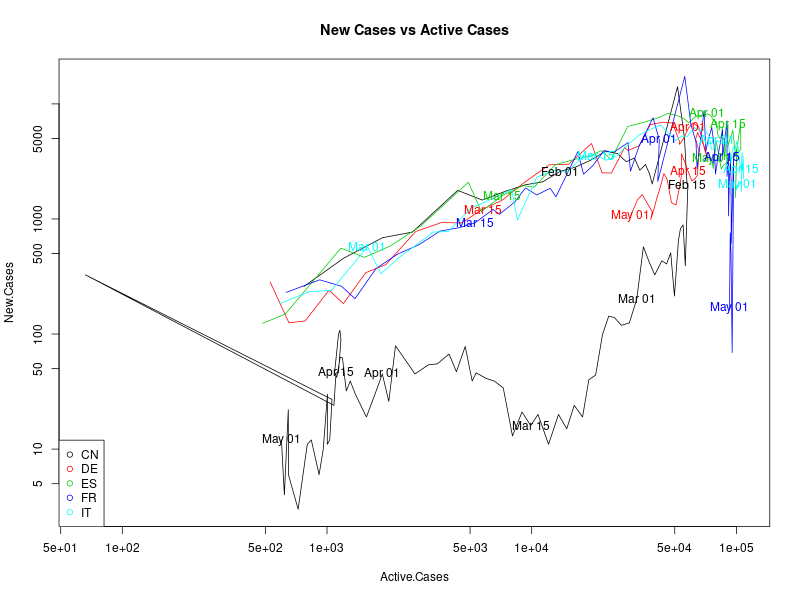 New Cases vs Active Cases
New.Cases
5000
1000
500
100
50
10
5
Apr 01
Apr 15
Apr 01
Apr 01
Mar 15
Apr 15
Feb 01
Apr 15
Feb 15
May 01
Mar 15
Mar 15
May 01
Mar 15
Mar 01
Mar 01
May 01
Apr 15
Apr 01
Mar 15
May 01
CN
DE
ES
FR
IT
5e+01
1e+02
5e+02
1e+03
5e+03
1e+04
5e+04
1e+05
Active.Cases